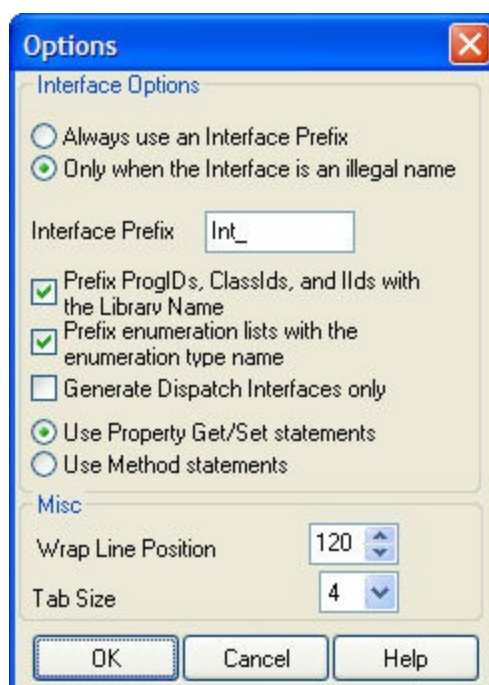 Options
Interface Options
Always use an Interface Prefix
Only when the Interface is an illegal name
Interface Prefix Int_
Prefix ProgIDs, ClassIds, and IIds with
the Library Name
Prefix enumeration lists with the
enumeration type name
Generate Dispatch Interfaces only
Use Property Get/Set statements
Use Method statements
Misc
Wrap Line Position 120
Tab Size 4
OK Cancel Help